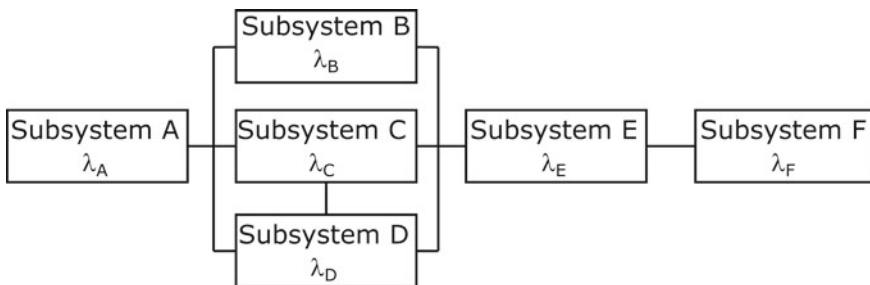 Subsystem B
λB
Subsystem A
λA
Subsystem C
λC
Subsystem E
λE
Subsystem F
λF
Subsystem D
λD